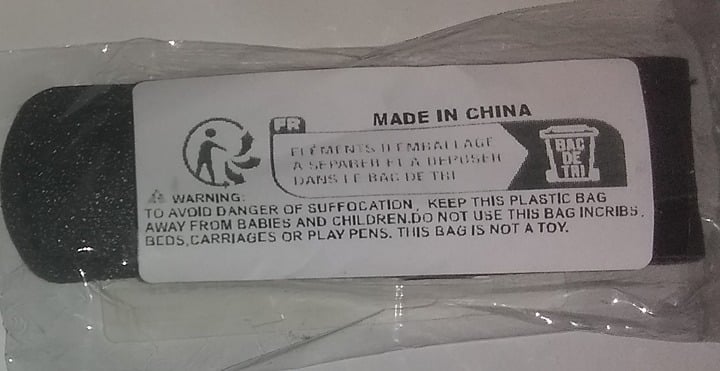 MADE IN CHINA
FR
ÉLÉMENTS D'EMBALLAGE
À SÉPARER ET À DÉPOSER
DANS LE BAC DE TRI
BAC
DE
TRI
WARNING:
TO AVOID DANGER OF SUFFOCATION, KEEP THIS PLASTIC BAG
AWAY FROM BABIES AND CHILDREN.DO NOT USE THIS BAG INCRIBS,
BEDS,CARRIAGES OR PLAY PENS. THIS BAG IS NOT A TOY.